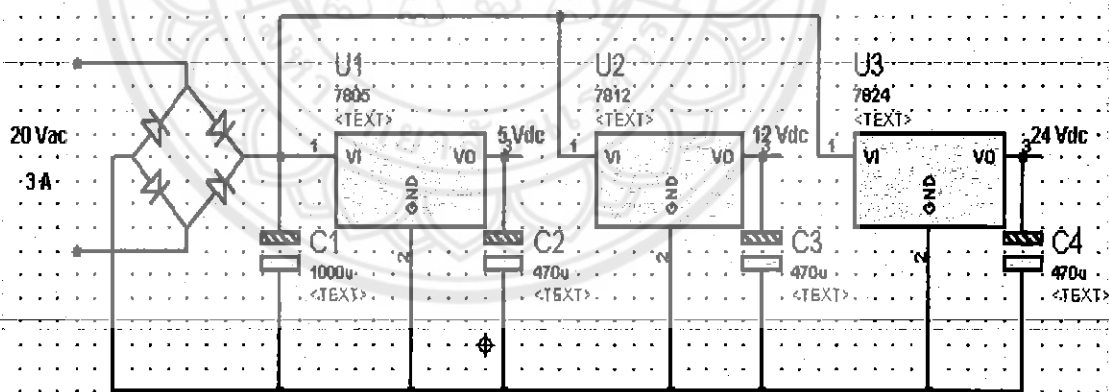 U1
7805
<TEXT>
U2
7812
<TEXT>
U3
7824
<TEXT>
20 Vac
3 A
1
VI
VO
GND
2
5 Vdc
3
1
VI
VO
GND
2
12 Vdc
3
1
VI
VO
GND
2
24 Vdc
3
C1
1000u
<TEXT>
C2
470u
<TEXT>
C3
470u
<TEXT>
C4
470u
<TEXT>